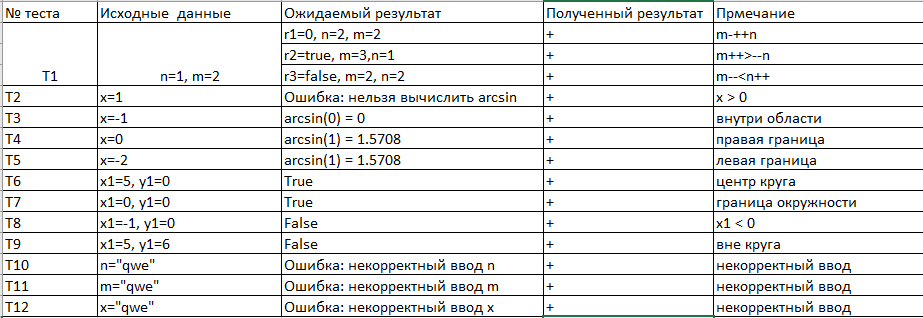 № теста Исходные данные Ожидаемый результат Полученный результат Прмечание
r1=0, n=2, m=2 + m-++n
r2=true, m=3,n=1 + m++>--n
T1 n=1, m=2 r3=false, m=2, n=2 + m--<n++
T2 x=1 Ошибка: нельзя вычислить arcsin + x > 0
T3 x=-1 arcsin(0) = 0 + внутри области
T4 x=0 arcsin(1) = 1.5708 + правая граница
T5 x=-2 arcsin(1) = 1.5708 + левая граница
T6 x1=5, y1=0 True + центр круга
T7 x1=0, y1=0 True + граница окружности
T8 x1=-1, y1=0 False + x1 < 0
T9 x1=5, y1=6 False + вне круга
T10 n="qwe" Ошибка: некорректный ввод n + некорректный ввод
T11 m="qwe" Ошибка: некорректный ввод m + некорректный ввод
T12 x="qwe" Ошибка: некорректный ввод x + некорректный ввод